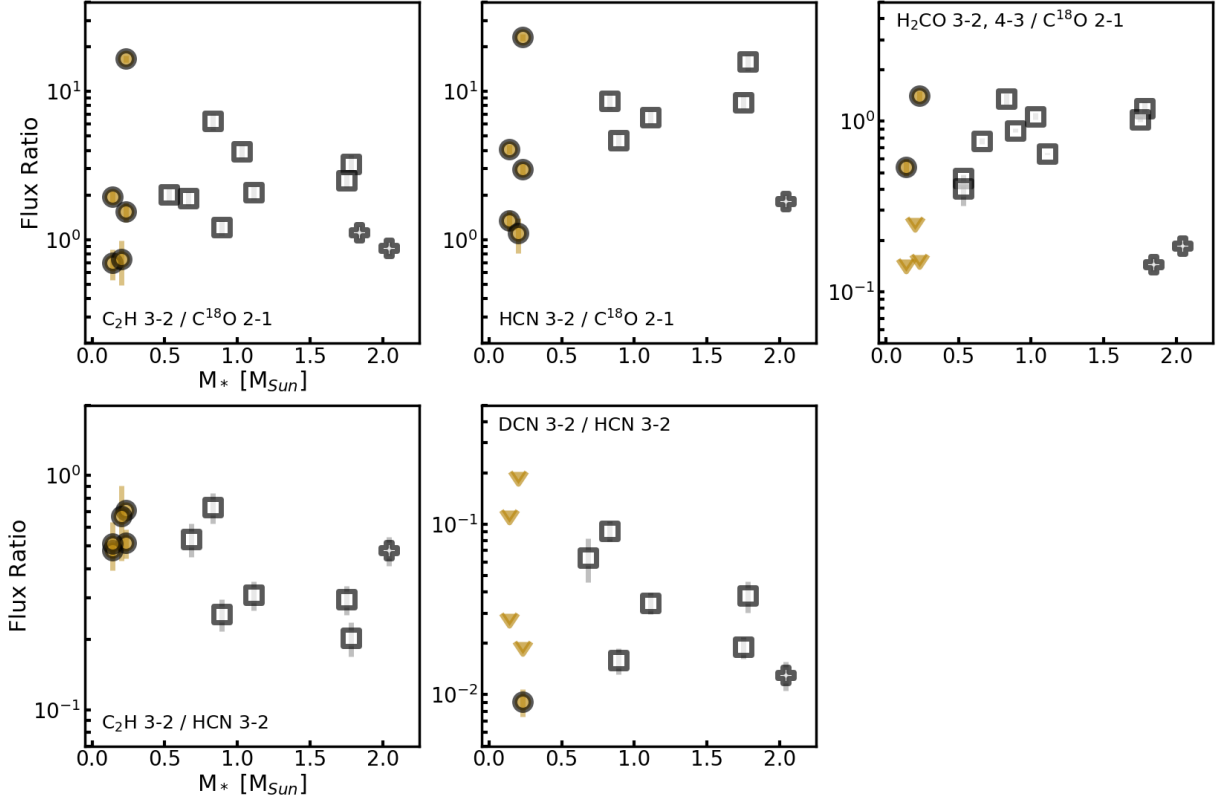 H₂CO 3-2, 4-3 / C¹⁸O 2-1
10¹
10⁰
Flux Ratio
C₂H 3-2 / C¹⁸O 2-1
0.0 0.5 1.0 1.5 2.0
M* [M_Sun]
10¹
10⁰
HCN 3-2 / C¹⁸O 2-1
0.0 0.5 1.0 1.5 2.0
10⁰
10⁻¹
0.0 0.5 1.0 1.5 2.0
10⁰
10⁻¹
Flux Ratio
C₂H 3-2 / HCN 3-2
0.0 0.5 1.0 1.5 2.0
M* [M_Sun]
DCN 3-2 / HCN 3-2
10⁻¹
10⁻²
0.0 0.5 1.0 1.5 2.0